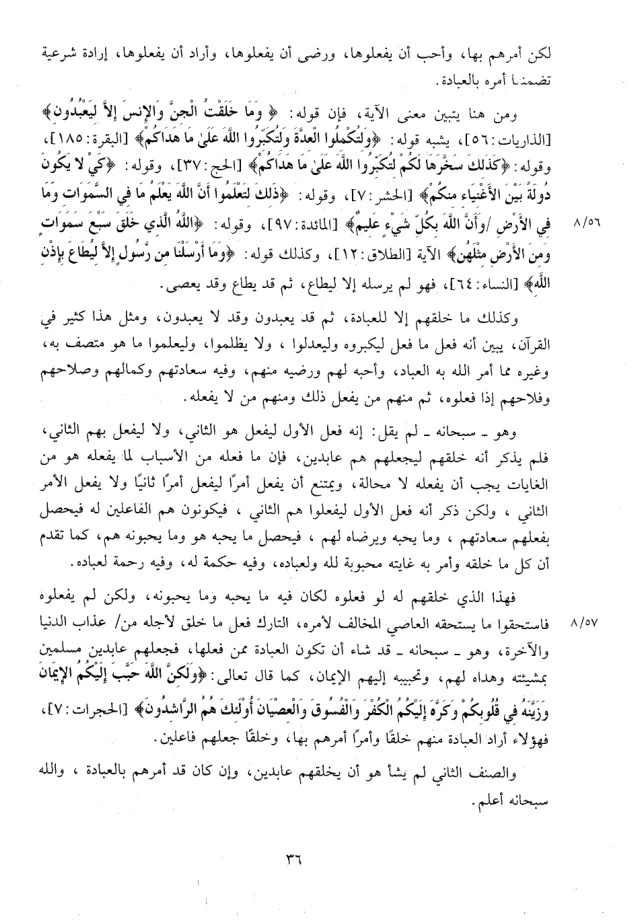 لكن أمرهم بها، وأحب أن يفعلوها، ورضى أن يفعلوها، وأراد أن يفعلوها، إرادة شرعية
تضمنها أمره بالعبادة.
ومن هنا يتبين معنى الآية، فإن قوله: ﴿ وَمَا خَلَقْتُ الْجِنَّ وَالإِنسَ إِلاَّ لِيَعْبُدُونِ﴾
[الذاريات:٥٦]، يشبه قوله: ﴿وَلِتُكْمِلُوا الْعِدَّةَ وَلِتُكَبِّرُوا اللَّهَ عَلَىٰ مَا هَدَاكُمْ﴾ [البقرة:١٨٥]،
وقوله: ﴿كَذَلِكَ سَخَّرَهَا لَكُمْ لِتُكَبِّرُوا اللَّهَ عَلَىٰ مَا هَدَاكُمْ﴾ [الحج:٣٧]، وقوله: ﴿كَيْ لا يَكُونَ
دُولَةً بَيْنَ الأَغْنِيَاءِ مِنكُمْ﴾ [الحشر:٧]، وقوله: ﴿ذَلِكَ لِتَعْلَمُوا أَنَّ اللَّهَ يَعْلَمُ مَا فِي السَّمَوَاتِ وَمَا
٨/٥٦ فِي الأَرْضِ /وَأَنَّ اللَّهَ بِكُلِّ شَيْءٍ عَلِيمٌ﴾ [المائدة:٩٧]، وقوله: ﴿اللَّهُ الَّذِي خَلَقَ سَبْعَ سَمَوَاتٍ
وَمِنَ الأَرْضِ مِثْلَهُنَّ﴾ الآية [الطلاق:١٢]، وكذلك قوله: ﴿وَمَا أَرْسَلْنَا مِن رَّسُولٍ إِلاَّ لِيُطَاعَ بِإِذْنِ
اللَّهِ﴾ [النساء:٦٤]، فهو لم يرسله إلا ليطاع، ثم قد يطاع وقد يعصى.
وكذلك ما خلقهم إلا للعبادة، ثم قد يعبدون وقد لا يعبدون، ومثل هذا كثير في
القرآن، يبين أنه فعل ما فعل ليكبروه وليعدلوا ، ولا يظلموا، وليعلموا ما هو متصف به،
وغيره مما أمر الله به العباد، وأحبه لهم ورضيه منهم، وفيه سعادتهم وكمالهم وصلاحهم
وفلاحهم إذا فعلوه، ثم منهم من يفعل ذلك ومنهم من لا يفعله.
وهو ـ سبحانه ـ لم يقل: إنه فعل الأول ليفعل هو الثاني، ولا ليفعل بهم الثاني،
فلم يذكر أنه خلقهم ليجعلهم هم عابدين، فإن ما فعله من الأسباب لما يفعله هو من
الغايات يجب أن يفعله لا محالة، ويمتنع أن يفعل أمرًا ليفعل أمرًا ثانيًا ولا يفعل الأمر
الثاني ، ولكن ذكر أنه فعل الأول ليفعلوا هم الثاني ، فيكونون هم الفاعلين له فيحصل
بفعلهم سعادتهم ، وما يحبه ويرضاه لهم ، فيحصل ما يحبه هو وما يحبونه هم، كما تقدم
أن كل ما خلقه وأمر به غايته محبوبة لله ولعباده، وفيه حكمة له، وفيه رحمة لعباده.
فهذا الذي خلقهم له لو فعلوه لكان فيه ما يحبه وما يحبونه، ولكن لم يفعلوه
٨/٥٧ فاستحقوا ما يستحقه العاصي المخالف لأمره، التارك فعل ما خلق لأجله من/ عذاب الدنيا
والآخرة، وهو ـ سبحانه ـ قد شاء أن تكون العبادة ممن فعلها، فجعلهم عابدين مسلمين
بمشيئته وهداه لهم، وتحبيبه إليهم الإيمان، كما قال تعالى: ﴿وَلَكِنَّ اللَّهَ حَبَّبَ إِلَيْكُمُ الإِيمَانَ
وَزَيَّنَهُ فِي قُلُوبِكُمْ وَكَرَّهَ إِلَيْكُمُ الْكُفْرَ وَالْفُسُوقَ وَالْعِصْيَانَ أُوْلَئِكَ هُمُ الرَّاشِدُونَ﴾ [الحجرات:٧]،
فهؤلاء أراد العبادة منهم خلقًا وأمرًا أمرهم بها، وخلقًا جعلهم فاعلين.
والصنف الثاني لم يشأ هو أن يخلقهم عابدين، وإن كان قد أمرهم بالعبادة ، والله
سبحانه أعلم.
٣٦